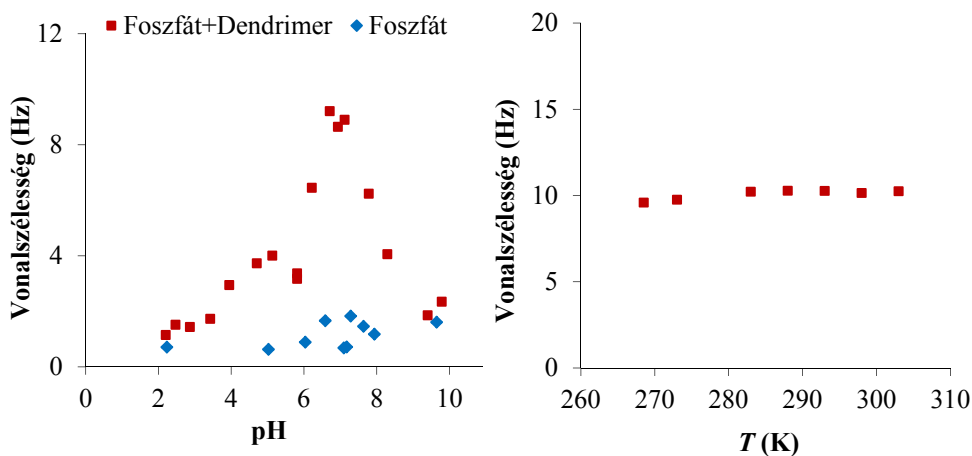 Foszfát+Dendrimer Foszfát
Vonalszélesség (Hz)
12
8
4
0
0 2 4 6 8 10
pH
Vonalszélesség (Hz)
20
15
10
5
0
260 270 280 290 300 310
T (K)